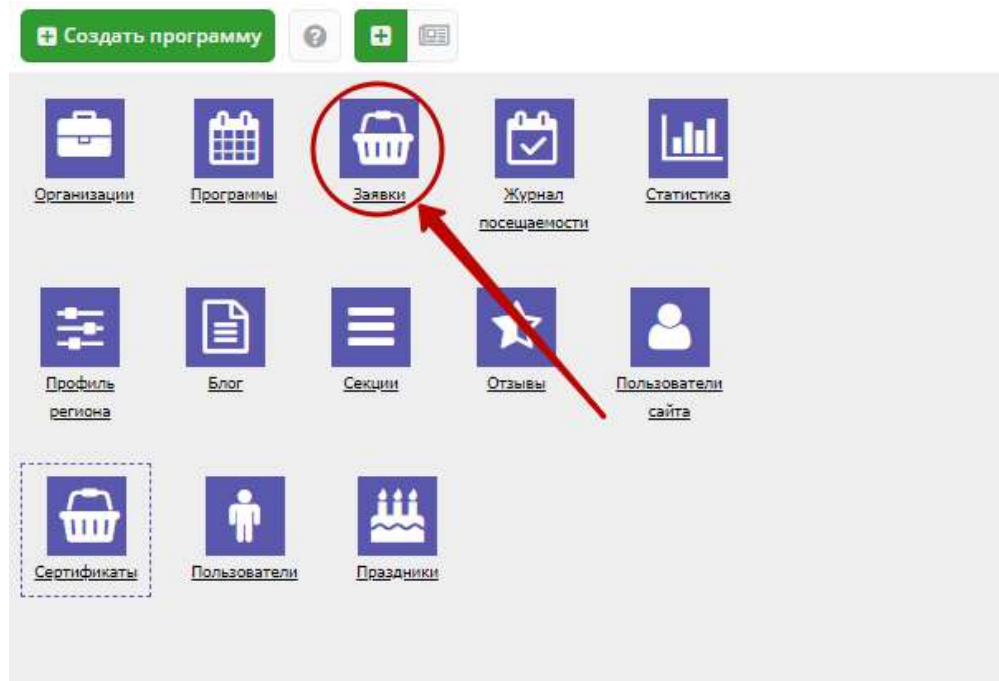 Создать программу
Организации
Программы
Заявки
Журнал
посещаемости
Статистика
Профиль
региона
Блог
Секции
Отзывы
Пользователи
сайта
Сертификаты
Пользователи
Праздники